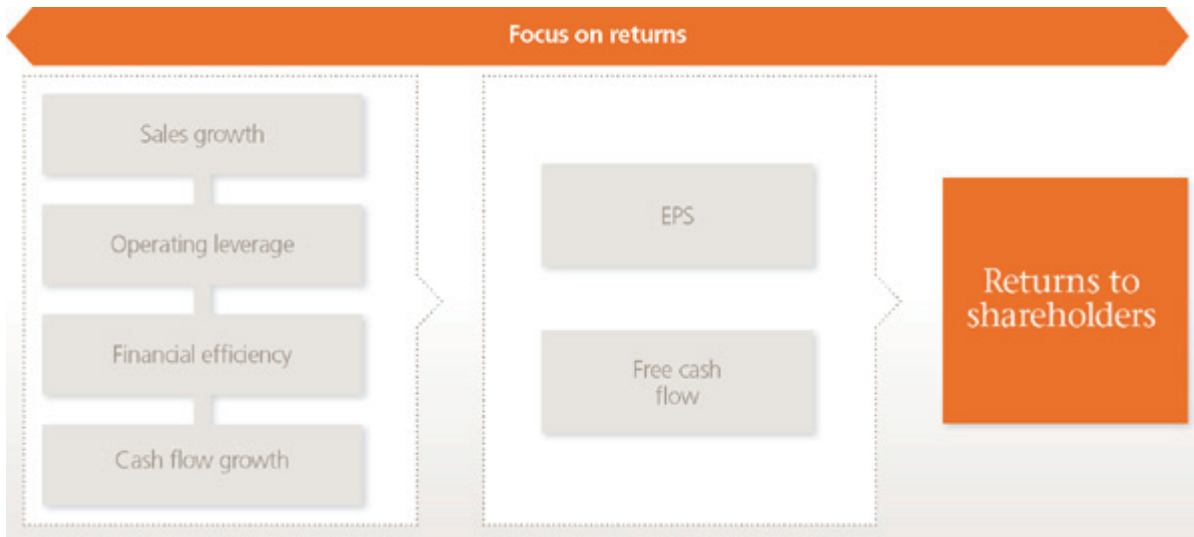 Focus on returns
Sales growth
Operating leverage
Financial efficiency
Cash flow growth
EPS
Free cash
flow
Returns to
shareholders